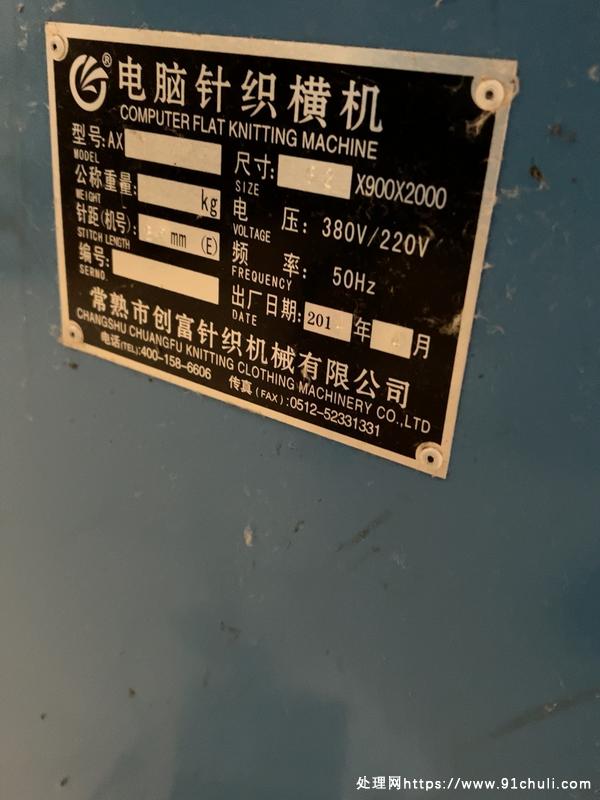 ® 电脑针织横机
COMPUTER FLAT KNITTING MACHINE
型号:AX
MODEL
尺寸: X900X2000
SIZE
公称重量: kg
WEIGHT
电 压: 380V/220V
VOLTAGE
针距(机号): mm (E)
STITCH LENGTH
频 率: 50Hz
FREQUENCY
编号:
SERNO.
出厂日期: 201 年 月
DATE
常熟市创富针织机械有限公司
CHANGSHU CHUANGFU KNITTING CLOTHING MACHINERY CO.,LTD
电话(TEL):400-158-6606 传真(FAX):0512-52331331
处理网https://www.91chuli.com